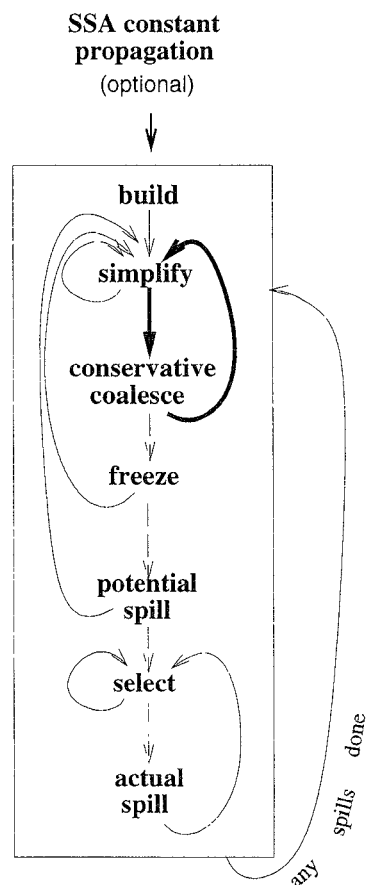 SSA constant
propagation
(optional)
build
simplify
conservative
coalesce
freeze
potential
spill
select
actual
spill
any spills done